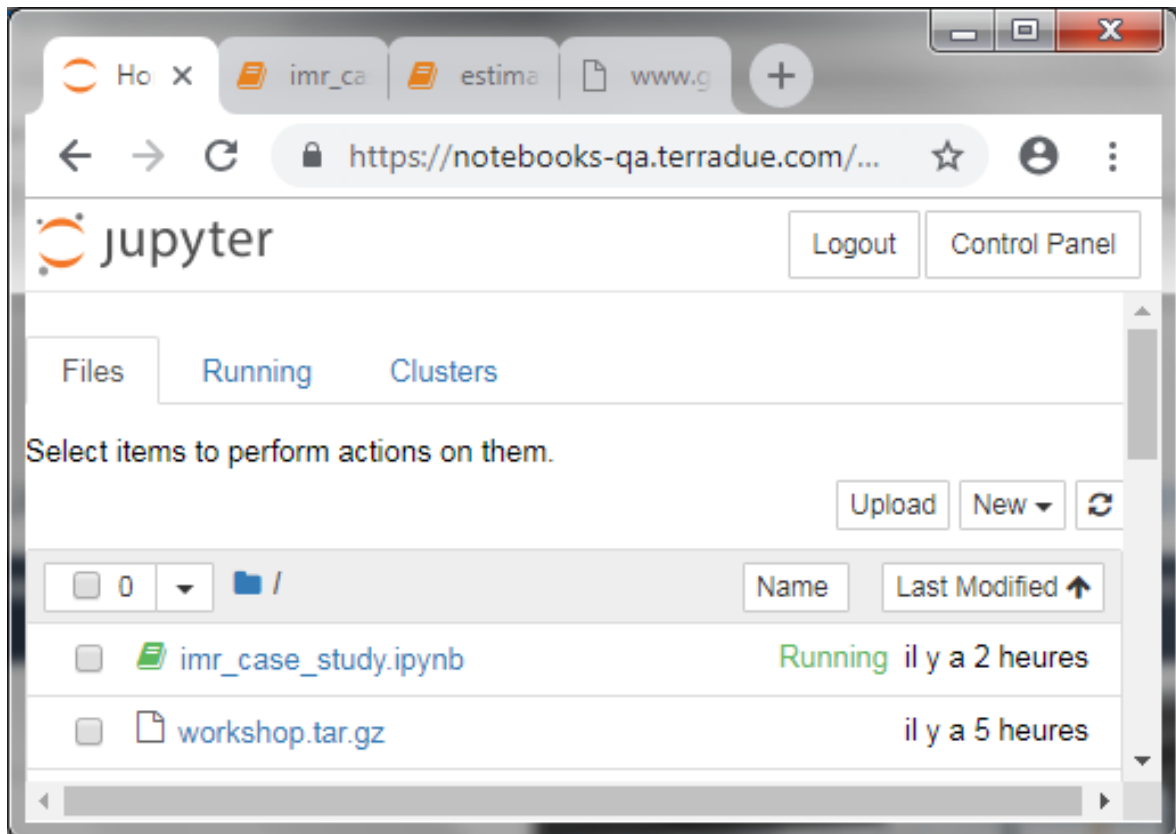 Ho imr_ca estima www.g
https://notebooks-qa.terradue.com/...
jupyter Logout Control Panel
Files Running Clusters
Select items to perform actions on them.
Upload New
0 / Name Last Modified
imr_case_study.ipynb Running il y a 2 heures
workshop.tar.gz il y a 5 heures